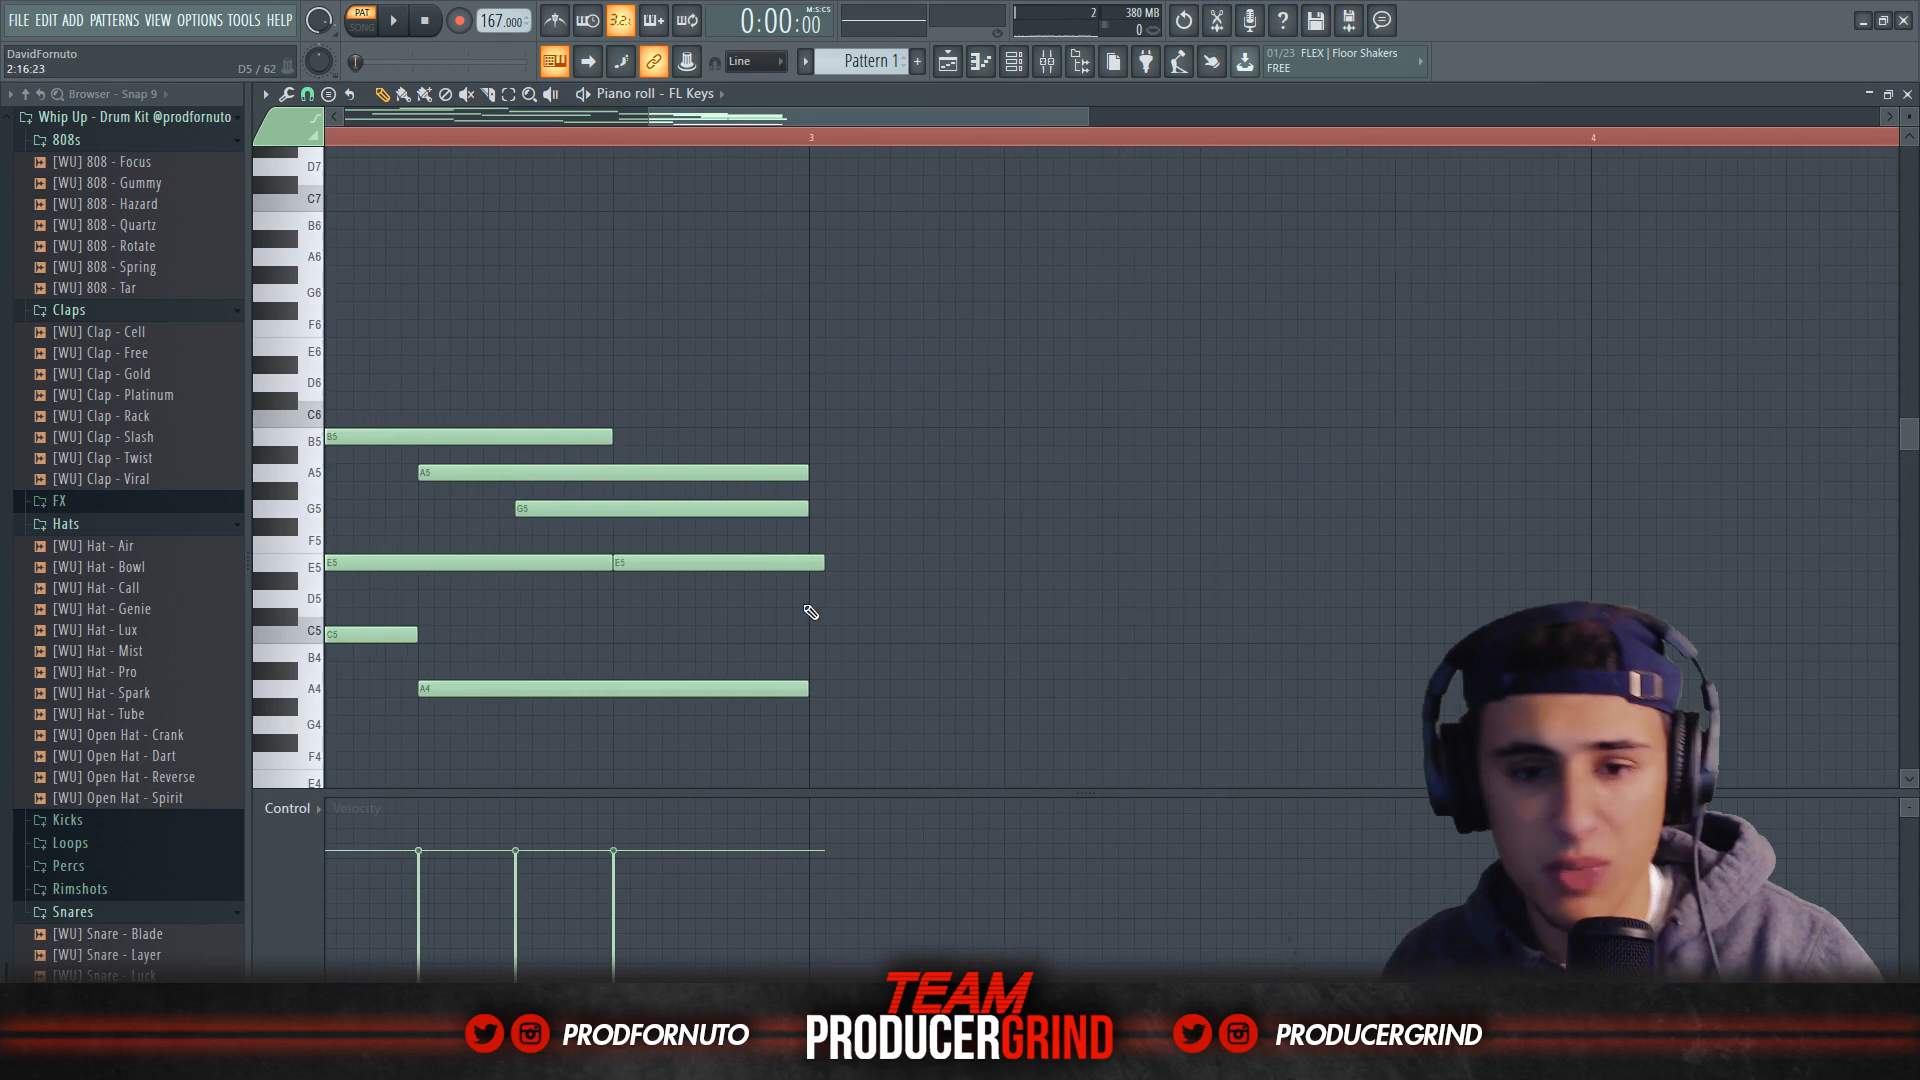 FILE EDIT ADD PATTERNS VIEW OPTIONS TOOLS HELP
PAT
SONG
167.000
3.2.
0:00:00
M:S:CS
2
380 MB
0
DavidFornuto
2:16:23
D5 / 62
Line
Pattern 1
+
01/23 FLEX | Floor Shakers
FREE
Browser - Snap 9
Piano roll - FL Keys
Whip Up - Drum Kit @prodfornuto
808s
[WU] 808 - Focus
[WU] 808 - Gummy
[WU] 808 - Hazard
[WU] 808 - Quartz
[WU] 808 - Rotate
[WU] 808 - Spring
[WU] 808 - Tar
Claps
[WU] Clap - Cell
[WU] Clap - Free
[WU] Clap - Gold
[WU] Clap - Platinum
[WU] Clap - Rack
[WU] Clap - Slash
[WU] Clap - Twist
[WU] Clap - Viral
FX
Hats
[WU] Hat - Air
[WU] Hat - Bowl
[WU] Hat - Call
[WU] Hat - Genie
[WU] Hat - Lux
[WU] Hat - Mist
[WU] Hat - Pro
[WU] Hat - Spark
[WU] Hat - Tube
[WU] Open Hat - Crank
[WU] Open Hat - Dart
[WU] Open Hat - Reverse
[WU] Open Hat - Spirit
Kicks
Loops
Percs
Rimshots
Snares
[WU] Snare - Blade
[WU] Snare - Layer
[WU] Snare - Luck
3
4
D7
C7
B6
A6
G6
F6
E6
D6
C6
B5
B5
A5
A5
G5
G5
F5
E5
E5
E5
D5
C5
C5
B4
A4
A4
G4
F4
E4
Control
Velocity
PRODFORNUTO
TEAM
PRODUCERGRIND
PRODUCERGRIND